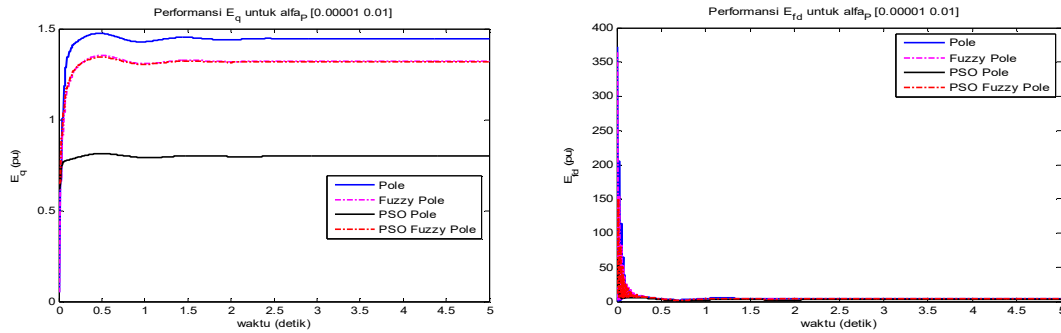 Performansi E_q untuk alfa_P [0.00001 0.01]
E_q (pu)
1.5
1
0.5
0
Pole
Fuzzy Pole
PSO Pole
PSO Fuzzy Pole
0 0.5 1 1.5 2 2.5 3 3.5 4 4.5 5
waktu (detik)
Performansi E_fd untuk alfa_P [0.00001 0.01]
E_fd (pu)
400
350
300
250
200
150
100
50
0
Pole
Fuzzy Pole
PSO Pole
PSO Fuzzy Pole
0 0.5 1 1.5 2 2.5 3 3.5 4 4.5 5
waktu (detik)